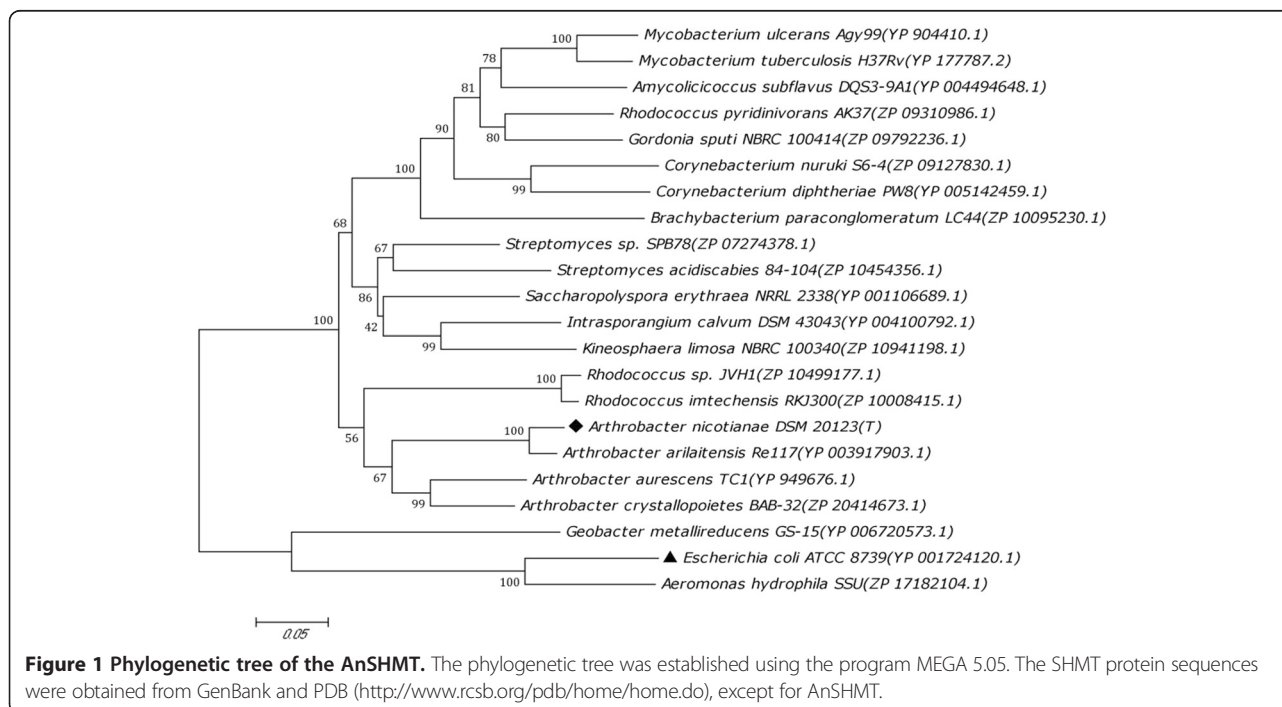 Mycobacterium ulcerans Agy99(YP 904410.1)
100
Mycobacterium tuberculosis H37Rv(YP 177787.2)
78
Amycolicicoccus subflavus DQS3-9A1(YP 004494648.1)
81
Rhodococcus pyridinivorans AK37(ZP 09310986.1)
90
80
Gordonia sputi NBRC 100414(ZP 09792236.1)
100
Corynebacterium nuruki S6-4(ZP 09127830.1)
99
Corynebacterium diphtheriae PW8(YP 005142459.1)
Brachybacterium paraconglomeratum LC44(ZP 10095230.1)
68
Streptomyces sp. SPB78(ZP 07274378.1)
67
Streptomyces acidiscabies 84-104(ZP 10454356.1)
86
Saccharopolyspora erythraea NRRL 2338(YP 001106689.1)
42
Intrasporangium calvum DSM 43043(YP 004100792.1)
100
99
Kineosphaera limosa NBRC 100340(ZP 10941198.1)
Rhodococcus sp. JVH1(ZP 10499177.1)
100
Rhodococcus imtechensis RKJ300(ZP 10008415.1)
56
Arthrobacter nicotianae DSM 20123(T)
100
Arthrobacter arilaitensis Re117(YP 003917903.1)
67
Arthrobacter aurescens TC1(YP 949676.1)
99
Arthrobacter crystallopoietes BAB-32(ZP 20414673.1)
Geobacter metallireducens GS-15(YP 006720573.1)
Escherichia coli ATCC 8739(YP 001724120.1)
100
Aeromonas hydrophila SSU(ZP 17182104.1)
0.05
Figure 1 Phylogenetic tree of the AnSHMT. The phylogenetic tree was established using the program MEGA 5.05. The SHMT protein sequences
were obtained from GenBank and PDB (http://www.rcsb.org/pdb/home/home.do), except for AnSHMT.